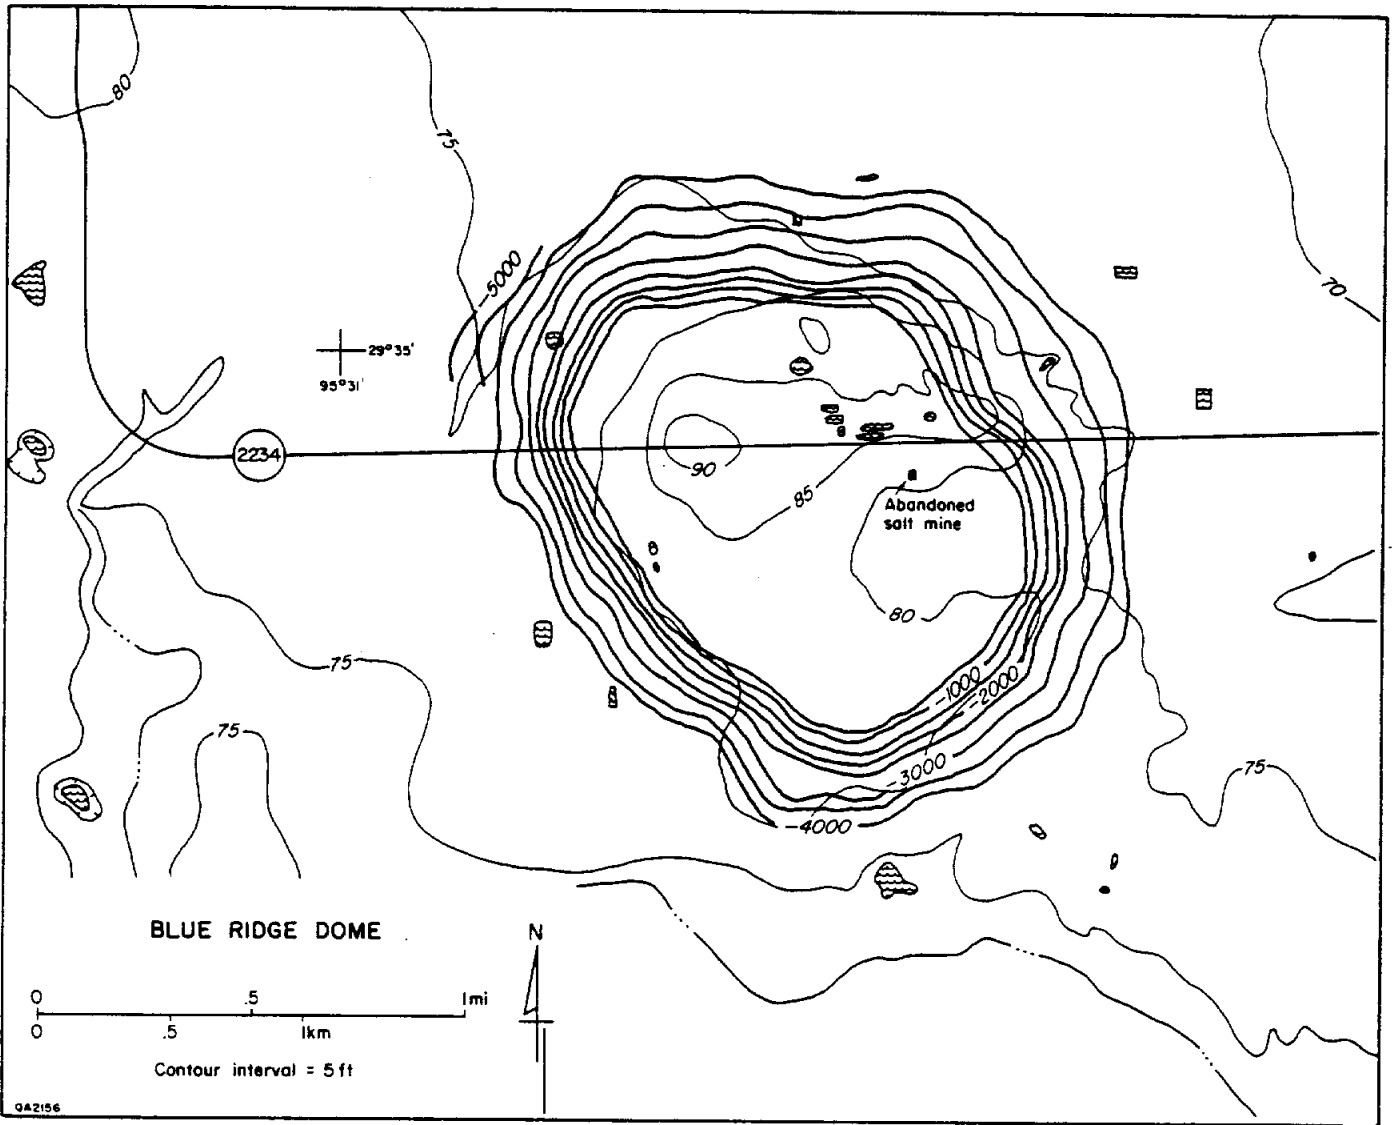 80
75
-5000
70
29°35'
95°31'
2234
90
85
Abandoned
salt mine
80
75
-1000
-2000
75
-3000
75
-4000
BLUE RIDGE DOME
N
0 .5 1mi
0 .5 1km
Contour interval = 5 ft
QA2156